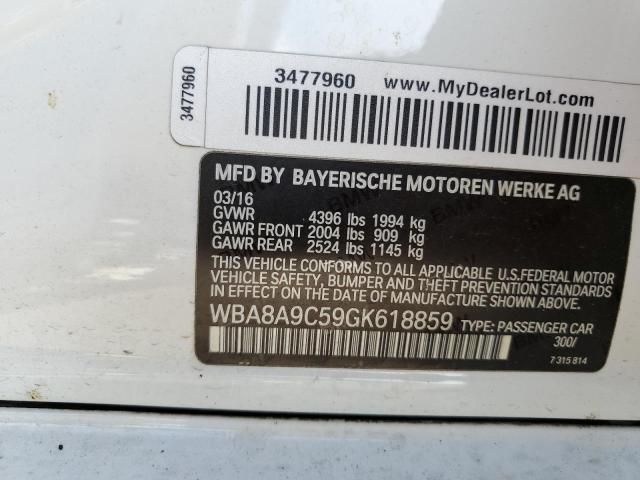 3477960
3477960 www.MyDealerLot.com
MFD BY BAYERISCHE MOTOREN WERKE AG
03/16
GVWR 4396 lbs 1994 kg
GAWR FRONT 2004 lbs 909 kg
GAWR REAR 2524 lbs 1145 kg
THIS VEHICLE CONFORMS TO ALL APPLICABLE U.S.FEDERAL MOTOR
VEHICLE SAFETY, BUMPER AND THEFT PREVENTION STANDARDS
IN EFFECT ON THE DATE OF MANUFACTURE SHOWN ABOVE.
WBA8A9C59GK618859 TYPE: PASSENGER CAR
300/
7 315 814